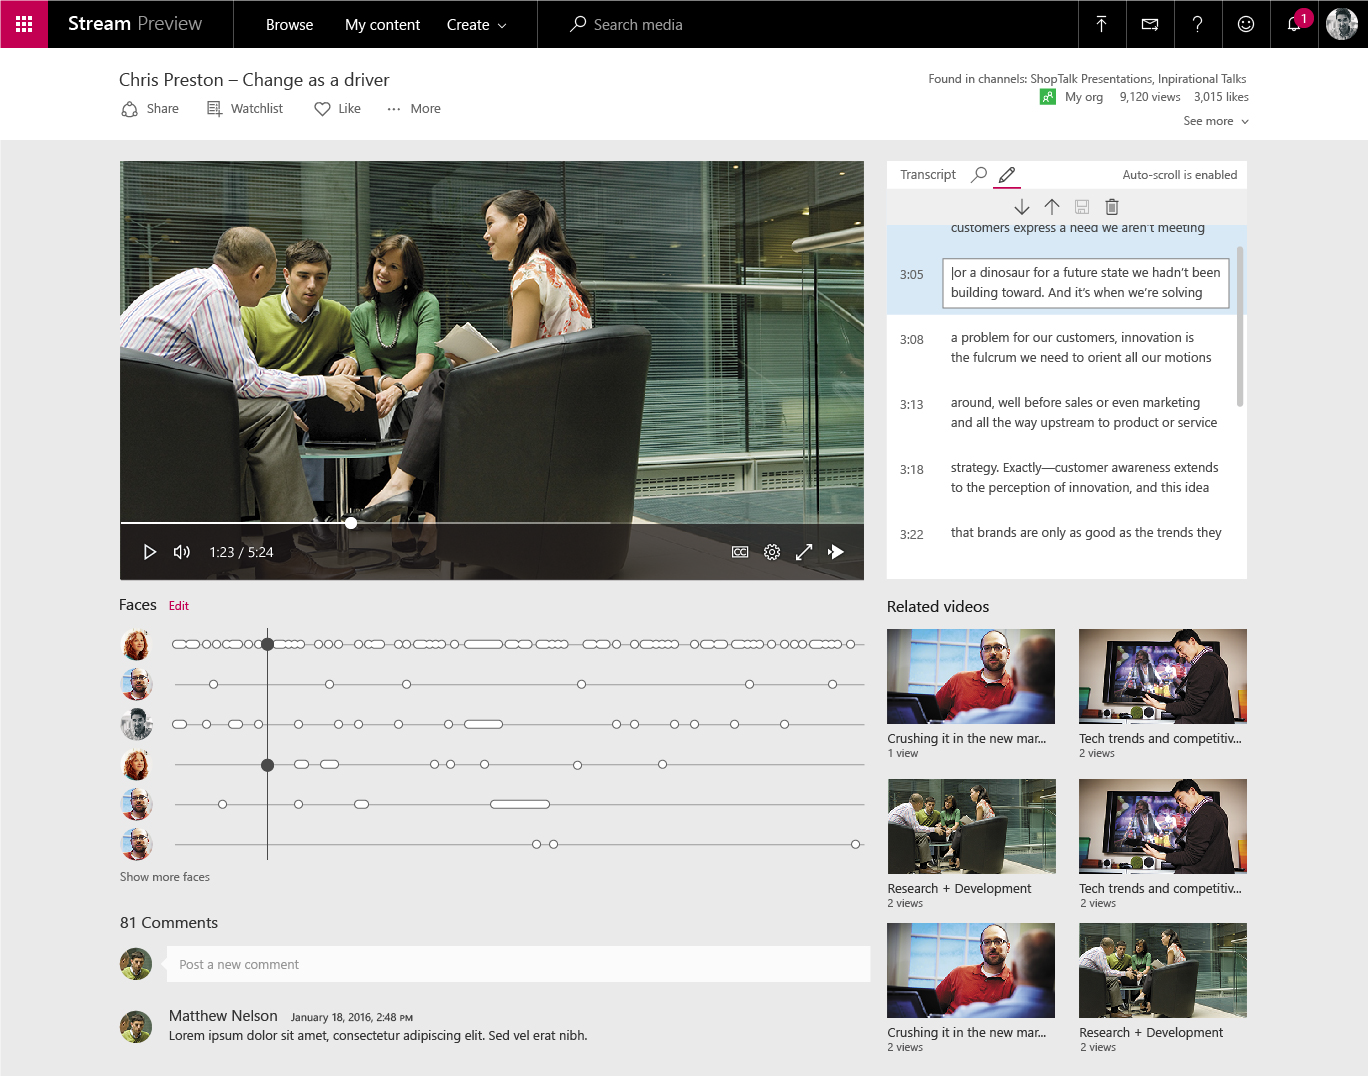 Stream Preview
Browse
My content
Create
Search media
1
Chris Preston – Change as a driver
Share
Watchlist
Like
More
Found in channels: ShopTalk Presentations, Inpirational Talks
My org 9,120 views 3,015 likes
See more
1:23 / 5:24
CC
Transcript
Auto-scroll is enabled
customers express a need we aren't meeting
3:05
or a dinosaur for a future state we hadn't been
building toward. And it's when we're solving
3:08
a problem for our customers, innovation is
the fulcrum we need to orient all our motions
3:13
around, well before sales or even marketing
and all the way upstream to product or service
3:18
strategy. Exactly—customer awareness extends
to the perception of innovation, and this idea
3:22
that brands are only as good as the trends they
Faces Edit
Show more faces
81 Comments
Post a new comment
Matthew Nelson January 18, 2016, 2:48 PM
Lorem ipsum dolor sit amet, consectetur adipiscing elit. Sed vel erat nibh.
Related videos
Crushing it in the new mar...
1 view
Tech trends and competitiv...
2 views
Research + Development
2 views
Tech trends and competitiv...
2 views
Crushing it in the new mar...
2 views
Research + Development
2 views